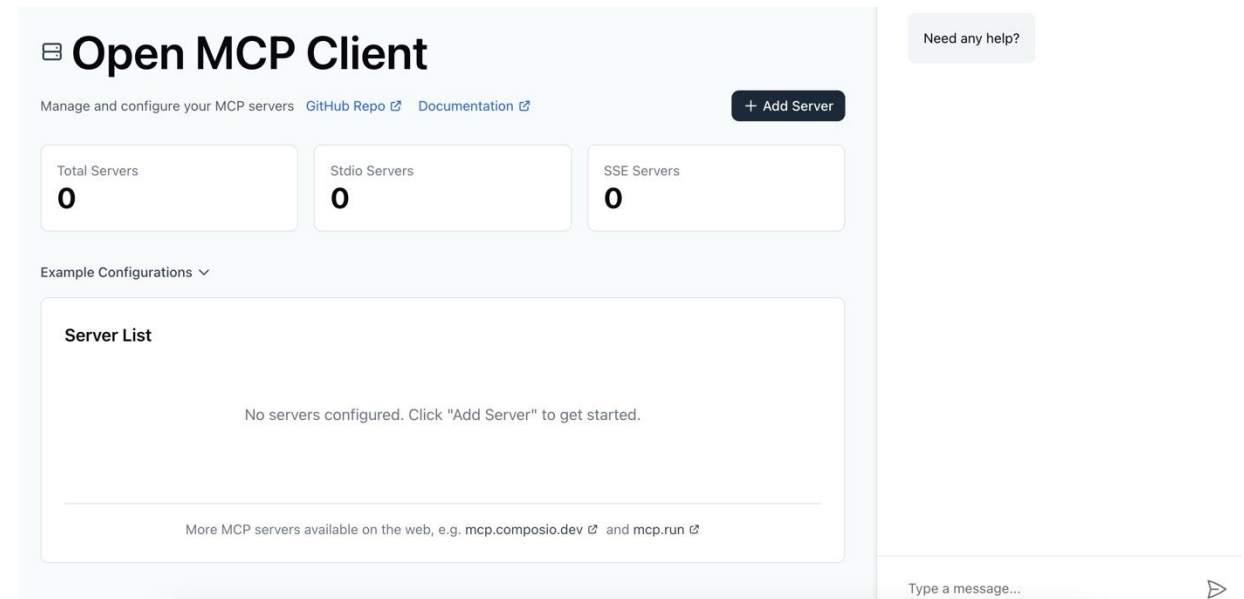 Open MCP Client
Manage and configure your MCP servers GitHub Repo Documentation
+ Add Server
Total Servers
0
Stdio Servers
0
SSE Servers
0
Example Configurations
Server List
No servers configured. Click "Add Server" to get started.
More MCP servers available on the web, e.g. mcp.composio.dev and mcp.run
Need any help?
Type a message...